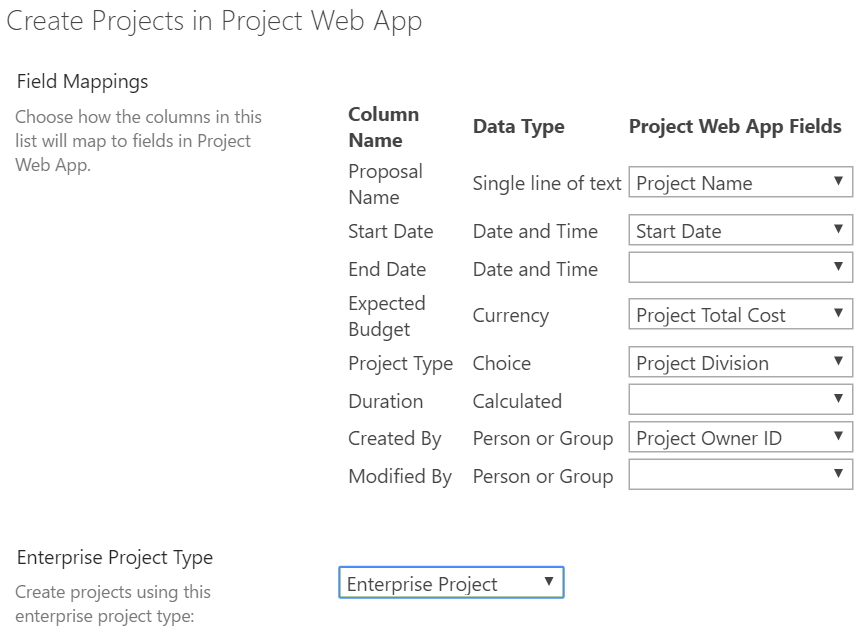 Create Projects in Project Web App
Field Mappings
Choose how the columns in this
list will map to fields in Project
Web App.
Column
Name
Data Type
Project Web App Fields
Proposal
Name
Single line of text
Project Name
Start Date
Date and Time
Start Date
End Date
Date and Time
Expected
Budget
Currency
Project Total Cost
Project Type
Choice
Project Division
Duration
Calculated
Created By
Person or Group
Project Owner ID
Modified By
Person or Group
Enterprise Project Type
Create projects using this
enterprise project type:
Enterprise Project